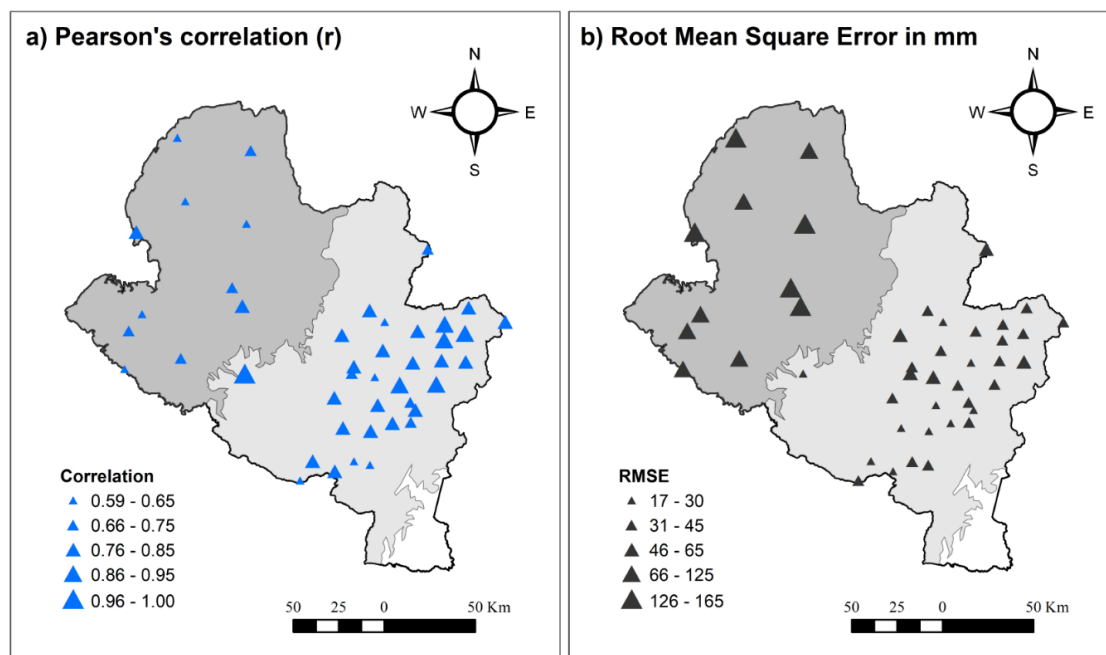 a) Pearson's correlation (r)
N
W E
S
Correlation
0.59 - 0.65
0.66 - 0.75
0.76 - 0.85
0.86 - 0.95
0.96 - 1.00
50 25 0 50 Km
b) Root Mean Square Error in mm
N
W E
S
RMSE
17 - 30
31 - 45
46 - 65
66 - 125
126 - 165
50 25 0 50 Km